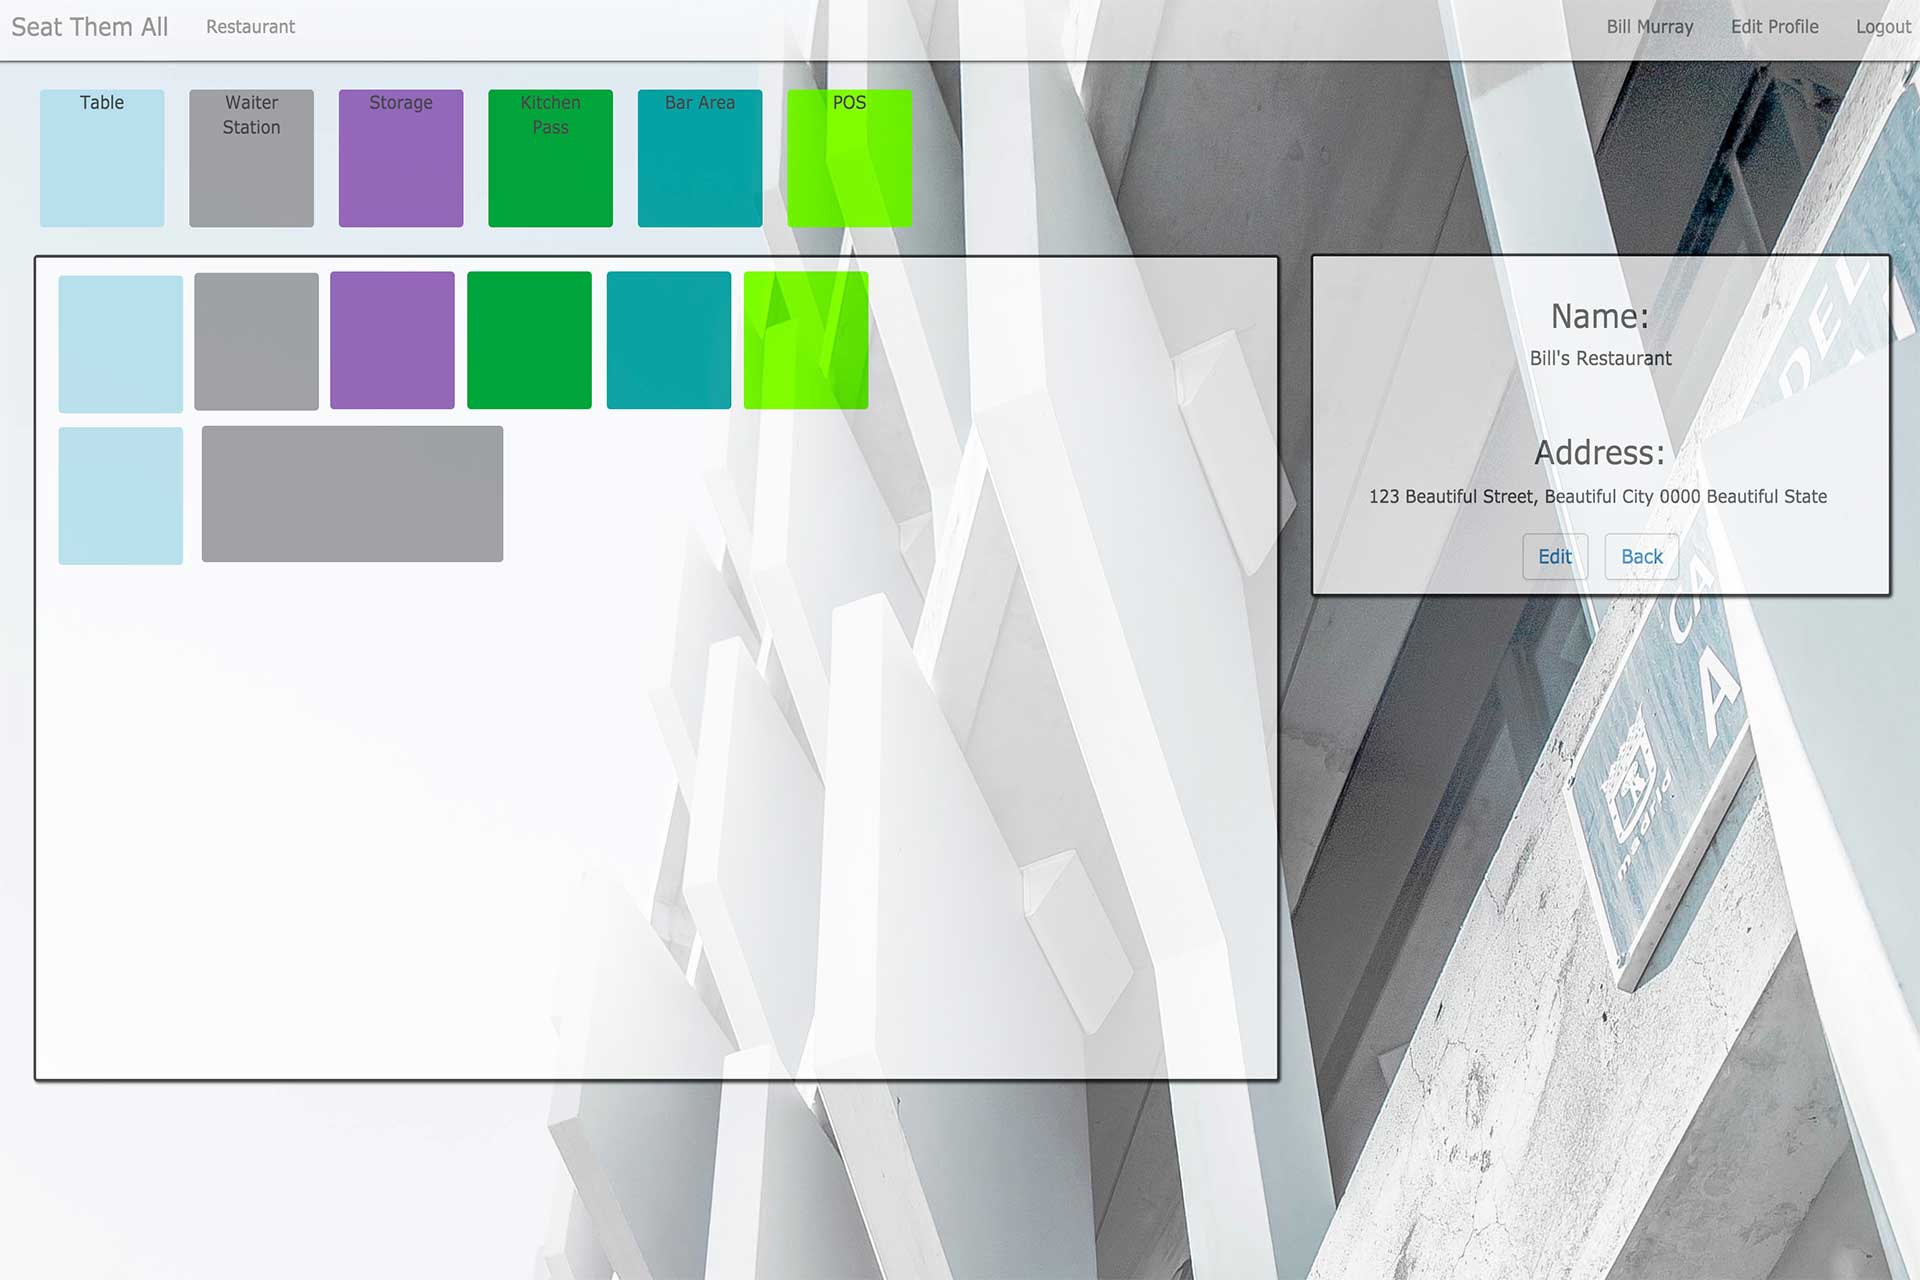 Seat Them All
Restaurant
Bill Murray
Edit Profile
Logout
Table
Waiter
Station
Storage
Kitchen
Pass
Bar Area
POS
Name:
Bill's Restaurant
Address:
123 Beautiful Street, Beautiful City 0000 Beautiful State
Edit
Back